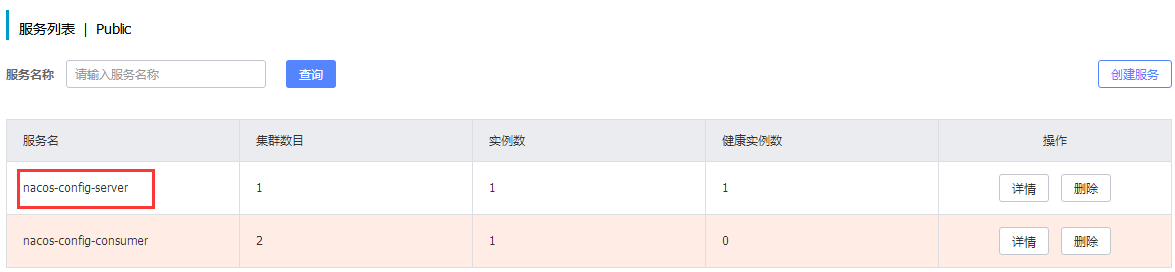 服务列表 | Public
服务名称 请输入服务名称 查询 创建服务
服务名 集群数目 实例数 健康实例数 操作
nacos-config-server 1 1 1 详情 删除
nacos-config-consumer 2 1 0 详情 删除